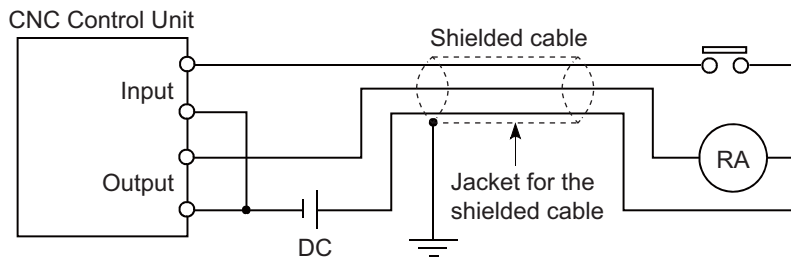 CNC Control Unit
Shielded cable
Input
RA
Output
Jacket for the
shielded cable
DC